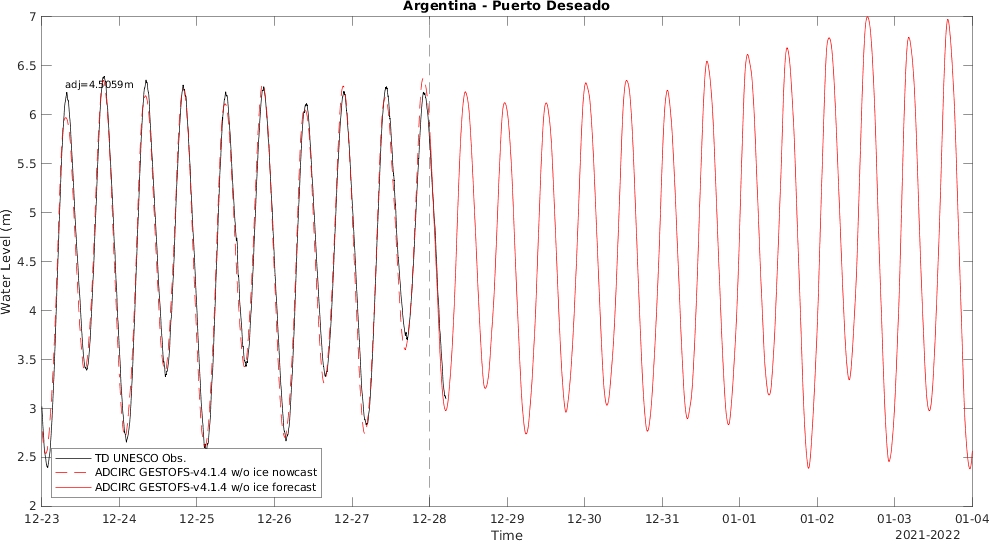 Argentina - Puerto Deseado
7
6.5
adj=4.5059m
6
5.5
5
4.5
4
3.5
3
2.5
2
Water Level (m)
TD UNESCO Obs.
ADCIRC GESTOFS-v4.1.4 w/o ice nowcast
ADCIRC GESTOFS-v4.1.4 w/o ice forecast
12-23 12-24 12-25 12-26 12-27 12-28 12-29 12-30 12-31 01-01 01-02 01-03 01-04
Time
2021-2022